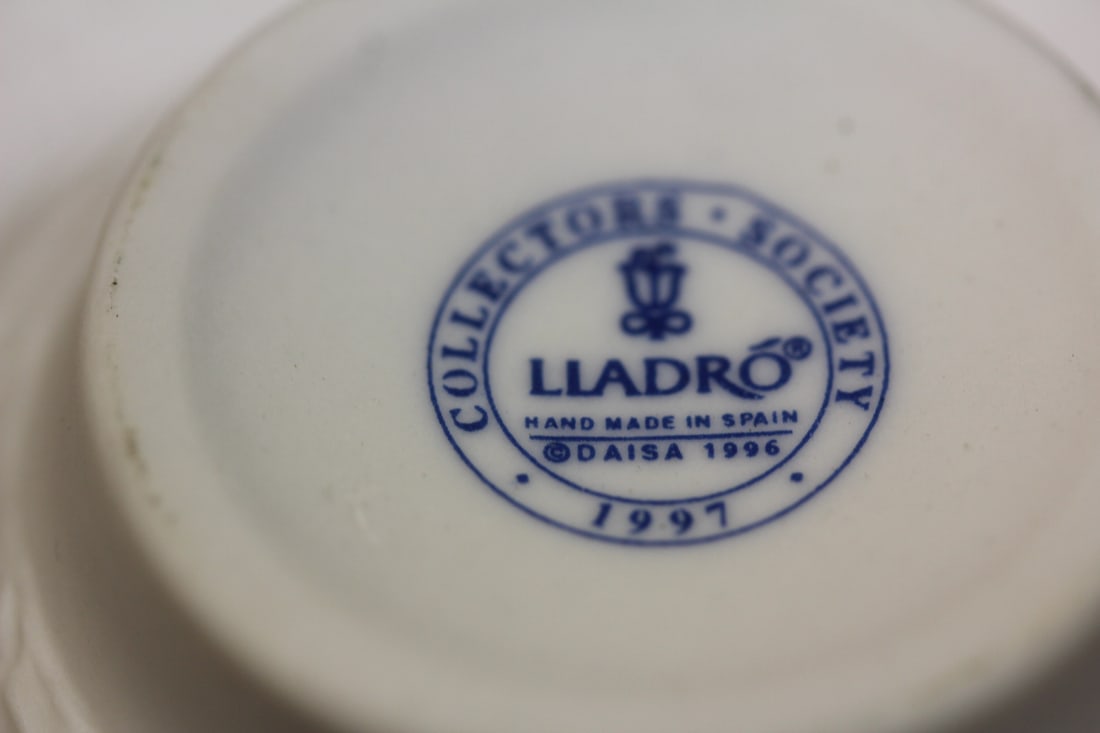 COLLECTORS · SOCIETY
LLADRÓ®
HAND MADE IN SPAIN
©DAISA 1996
· 1997 ·